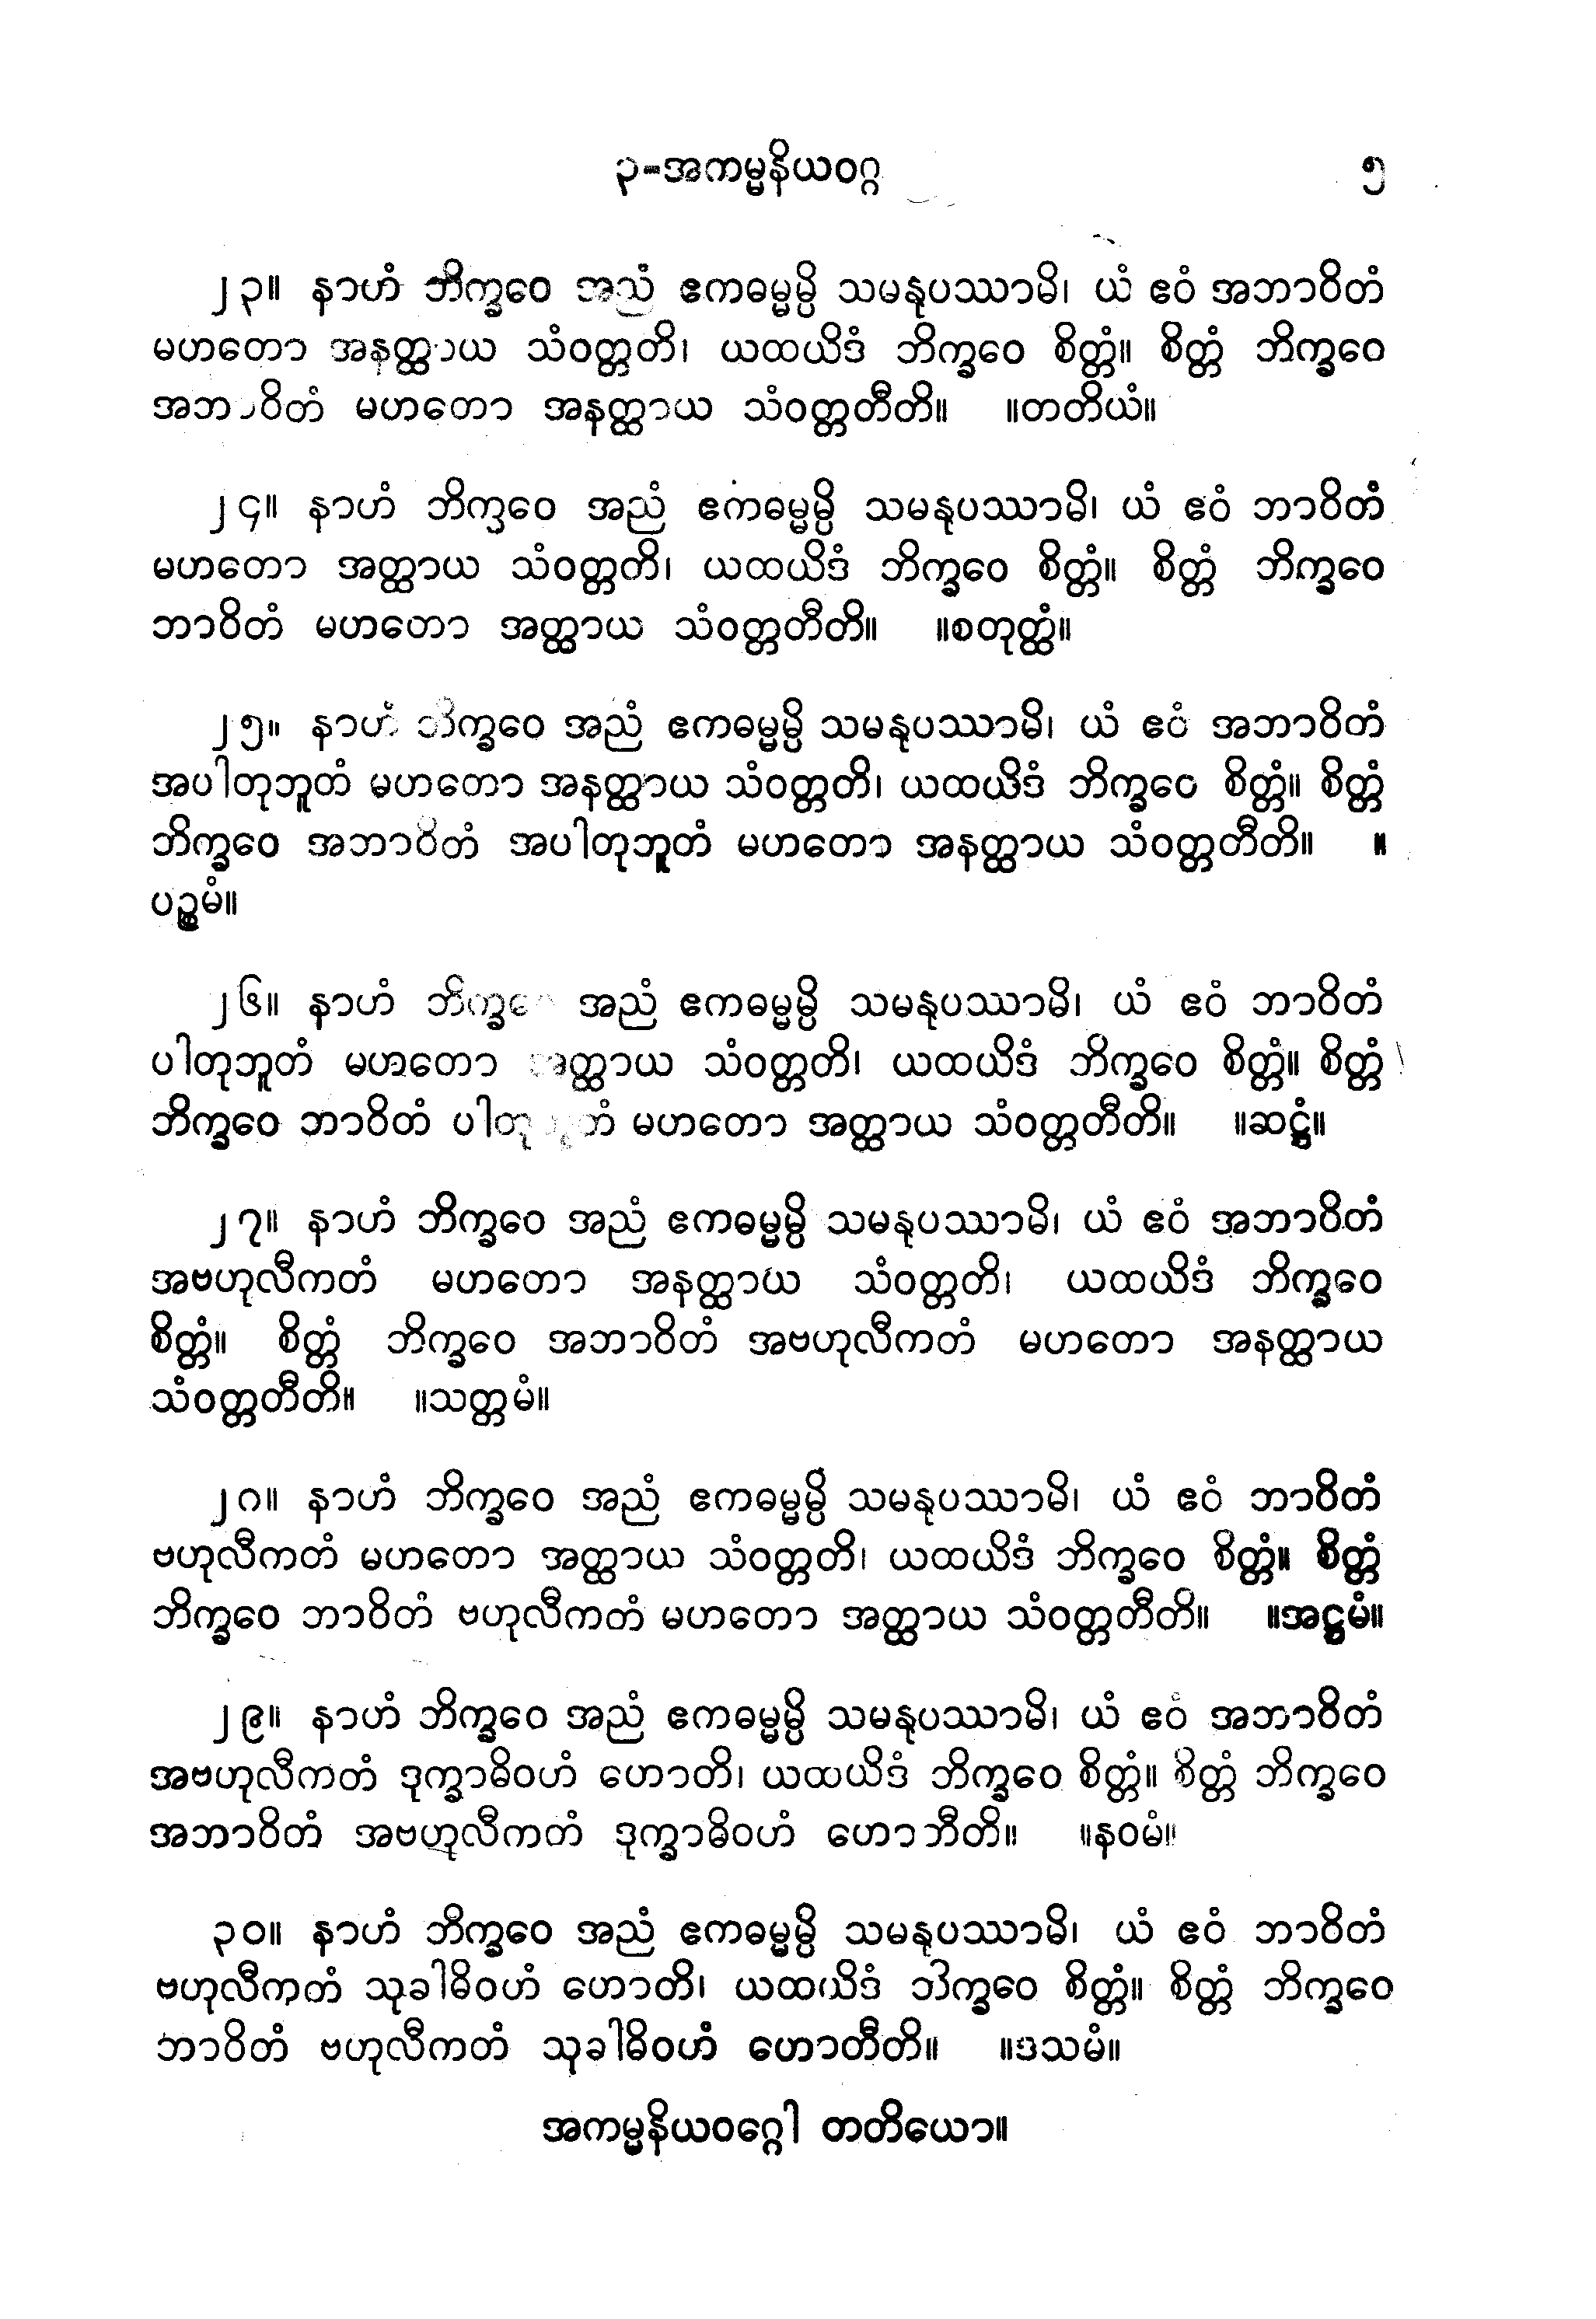 ၃-အကမ္မနိယဝဂ္ဂ ၅
၂၃။ နာဟံ ဘိက္ခဝေ အညံ ဧကဓမ္မမ္ပိ သမနုပဿာမိ၊ ယံ ဧဝံ အဘာဝိတံ
မဟတော အနတ္ထာယ သံဝတ္တတိ၊ ယထယိဒံ ဘိက္ခဝေ စိတ္တံ။ စိတ္တံ ဘိက္ခဝေ
အဘာဝိတံ မဟတော အနတ္ထာယ သံဝတ္တတီတိ။ ။တတိယံ။
၂၄။ နာဟံ ဘိက္ခဝေ အညံ ဧကဓမ္မမ္ပိ သမနုပဿာမိ၊ ယံ ဧဝံ ဘာဝိတံ
မဟတော အတ္ထာယ သံဝတ္တတိ၊ ယထယိဒံ ဘိက္ခဝေ စိတ္တံ။ စိတ္တံ ဘိက္ခဝေ
ဘာဝိတံ မဟတော အတ္ထာယ သံဝတ္တတီတိ။ ။စတုတ္ထံ။
၂၅။ နာဟံ ဘိက္ခဝေ အညံ ဧကဓမ္မမ္ပိ သမနုပဿာမိ၊ ယံ ဧဝံ အဘာဝိတံ
အပါတုဘူတံ မဟတော အနတ္ထာယ သံဝတ္တတိ၊ ယထယိဒံ ဘိက္ခဝေ စိတ္တံ။ စိတ္တံ
ဘိက္ခဝေ အဘာဝိတံ အပါတုဘူတံ မဟတော အနတ္ထာယ သံဝတ္တတီတိ။ ။
ပဉ္စမံ။
၂၆။ နာဟံ ဘိက္ခဝေ အညံ ဧကဓမ္မမ္ပိ သမနုပဿာမိ၊ ယံ ဧဝံ ဘာဝိတံ
ပါတုဘူတံ မဟတော အတ္ထာယ သံဝတ္တတိ၊ ယထယိဒံ ဘိက္ခဝေ စိတ္တံ။ စိတ္တံ
ဘိက္ခဝေ ဘာဝိတံ ပါတုဘူတံ မဟတော အတ္ထာယ သံဝတ္တတီတိ။ ။ဆဋ္ဌံ။
၂၇။ နာဟံ ဘိက္ခဝေ အညံ ဧကဓမ္မမ္ပိ သမနုပဿာမိ၊ ယံ ဧဝံ အဘာဝိတံ
အဗဟုလီကတံ မဟတော အနတ္ထာယ သံဝတ္တတိ၊ ယထယိဒံ ဘိက္ခဝေ
စိတ္တံ။ စိတ္တံ ဘိက္ခဝေ အဘာဝိတံ အဗဟုလီကတံ မဟတော အနတ္ထာယ
သံဝတ္တတီတိ။ ။သတ္တမံ။
၂၈။ နာဟံ ဘိက္ခဝေ အညံ ဧကဓမ္မမ္ပိ သမနုပဿာမိ၊ ယံ ဧဝံ ဘာဝိတံ
ဗဟုလီကတံ မဟတော အတ္ထာယ သံဝတ္တတိ၊ ယထယိဒံ ဘိက္ခဝေ စိတ္တံ။ စိတ္တံ
ဘိက္ခဝေ ဘာဝိတံ ဗဟုလီကတံ မဟတော အတ္ထာယ သံဝတ္တတီတိ။ ။အဋ္ဌမံ။
၂၉။ နာဟံ ဘိက္ခဝေ အညံ ဧကဓမ္မမ္ပိ သမနုပဿာမိ၊ ယံ ဧဝံ အဘာဝိတံ
အဗဟုလီကတံ ဒုက္ခာဓိဝဟံ ဟောတိ၊ ယထယိဒံ ဘိက္ခဝေ စိတ္တံ။ စိတ္တံ ဘိက္ခဝေ
အဘာဝိတံ အဗဟုလီကတံ ဒုက္ခာဓိဝဟံ ဟောတီတိ။ ။နဝမံ။
၃၀။ နာဟံ ဘိက္ခဝေ အညံ ဧကဓမ္မမ္ပိ သမနုပဿာမိ၊ ယံ ဧဝံ ဘာဝိတံ
ဗဟုလီကတံ သုခါဓိဝဟံ ဟောတိ၊ ယထယိဒံ ဘိက္ခဝေ စိတ္တံ။ စိတ္တံ ဘိက္ခဝေ
ဘာဝိတံ ဗဟုလီကတံ သုခါဓိဝဟံ ဟောတီတိ။ ။ဒသမံ။
အကမ္မနိယဝဂ္ဂေါ တတိယော။